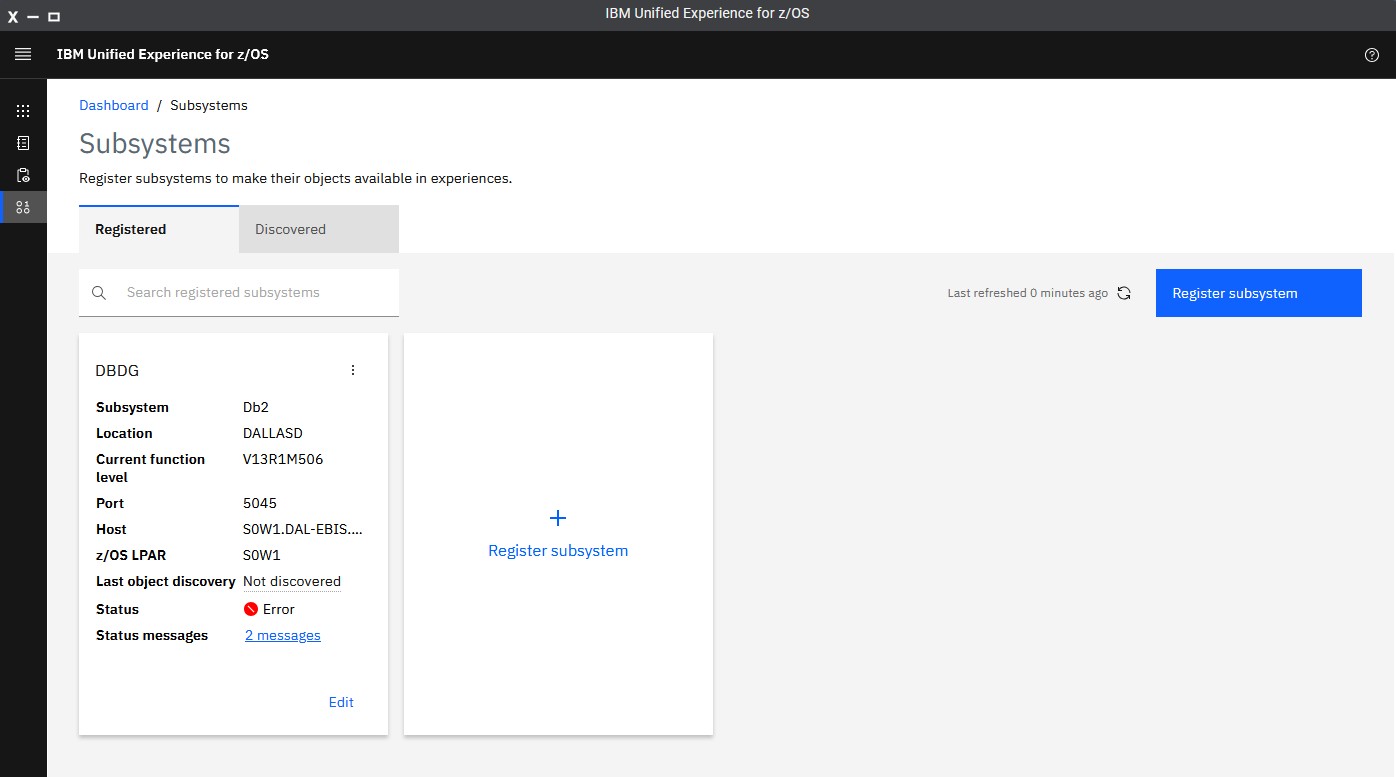 X
IBM Unified Experience for z/OS
IBM Unified Experience for z/OS
Dashboard / Subsystems
Subsystems
Register subsystems to make their objects available in experiences.
Registered Discovered
Search registered subsystems
Last refreshed 0 minutes ago
Register subsystem
DBDG
Subsystem Db2
Location DALLASD
Current function level V13R1M506
Port 5045
Host S0W1.DAL-EBIS....
z/OS LPAR S0W1
Last object discovery Not discovered
Status Error
Status messages 2 messages
Edit
Register subsystem